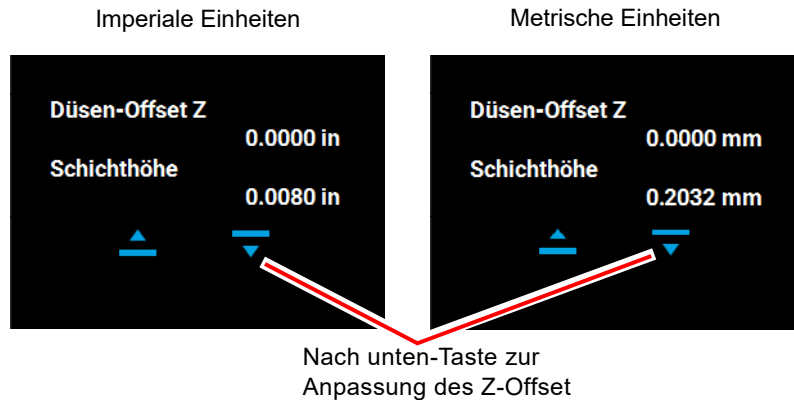 Imperiale Einheiten
Metrische Einheiten
Düsen-Offset Z
0.0000 in
Schichthöhe
0.0080 in
Düsen-Offset Z
0.0000 mm
Schichthöhe
0.2032 mm
Nach unten-Taste zur
Anpassung des Z-Offset